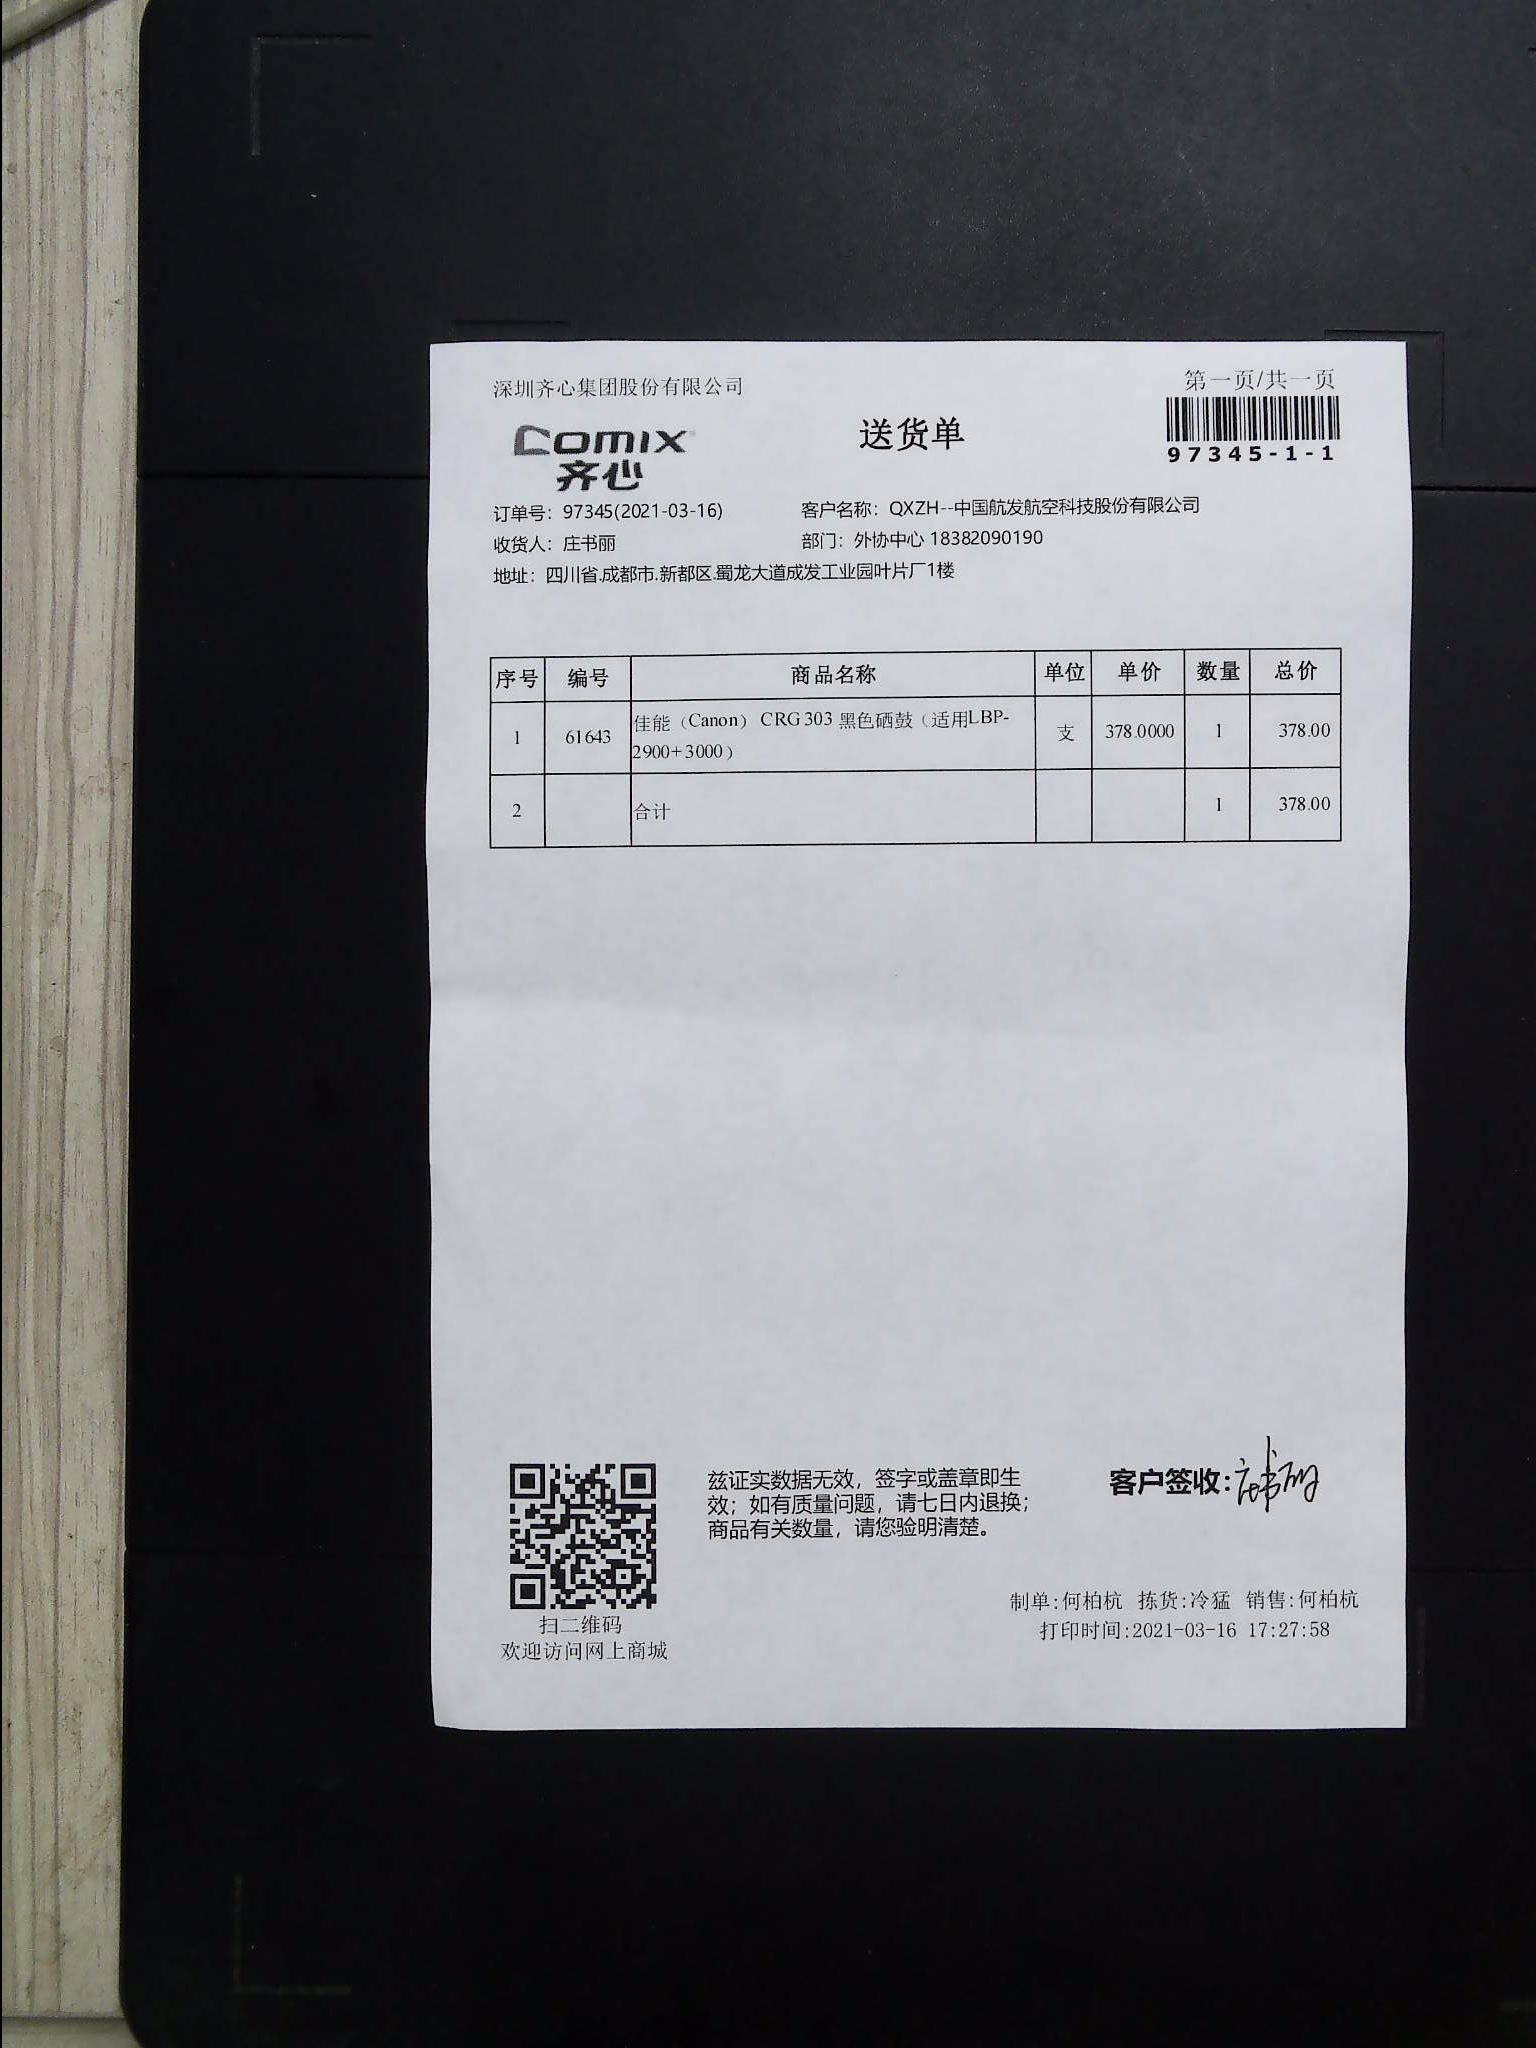 深圳齐心集团股份有限公司
第一页/共一页
comix
齐心
送货单
97345-1-1
订单号：97345(2021-03-16)
客户名称：QXZH--中国航发航空科技股份有限公司
收货人：庄书丽
部门：外协中心 18382090190
地址：四川省.成都市.新都区.蜀龙大道成发工业园叶片厂1楼
序号 编号 商品名称 单位 单价 数量 总价
1 61643 佳能（Canon） CRG 303 黑色硒鼓（适用LBP-
2900+3000） 支 378.0000 1 378.00
2 合计 1 378.00
兹证实数据无效，签字或盖章即生
效；如有质量问题，请七日内退换；
商品有关数量，请您验明清楚。
客户签收：庄书丽
扫二维码
欢迎访问网上商城
制单:何柏杭 拣货:冷猛 销售:何柏杭
打印时间:2021-03-16 17:27:58